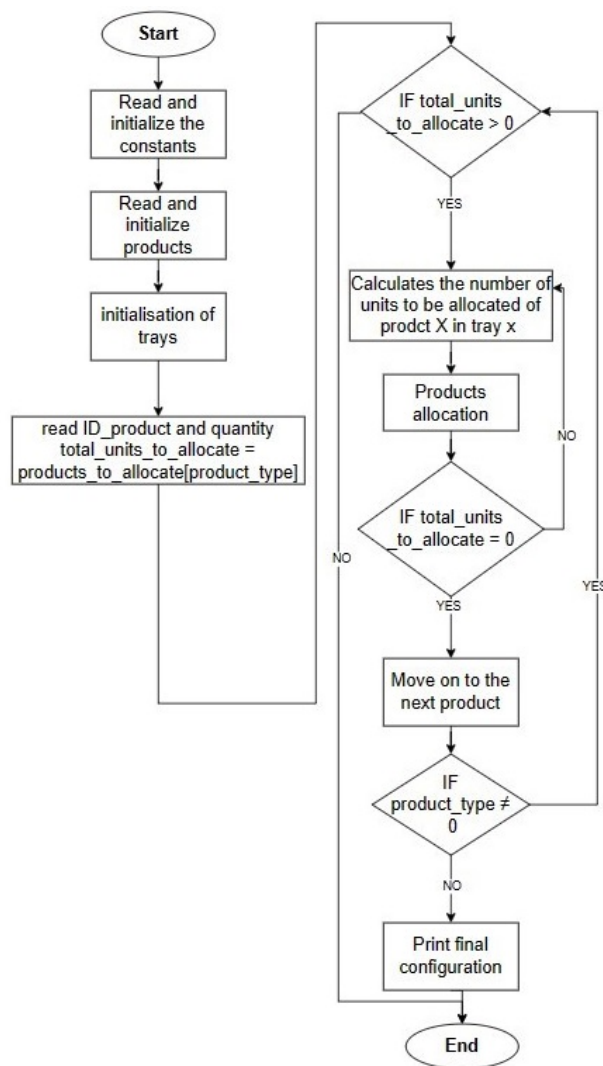 Start
Read and
initialize the
constants
Read and
initialize
products
initialisation of
trays
read ID_product and quantity
total_units_to_allocate =
products_to_allocate[product_type]
IF total_units
_to_allocate > 0
YES
Calculates the number of
units to be allocated of
prodct X in tray x
Products
allocation
NO
IF total_units
_to_allocate = 0
NO
YES
YES
Move on to the
next product
IF
product_type ≠
0
NO
Print final
configuration
End